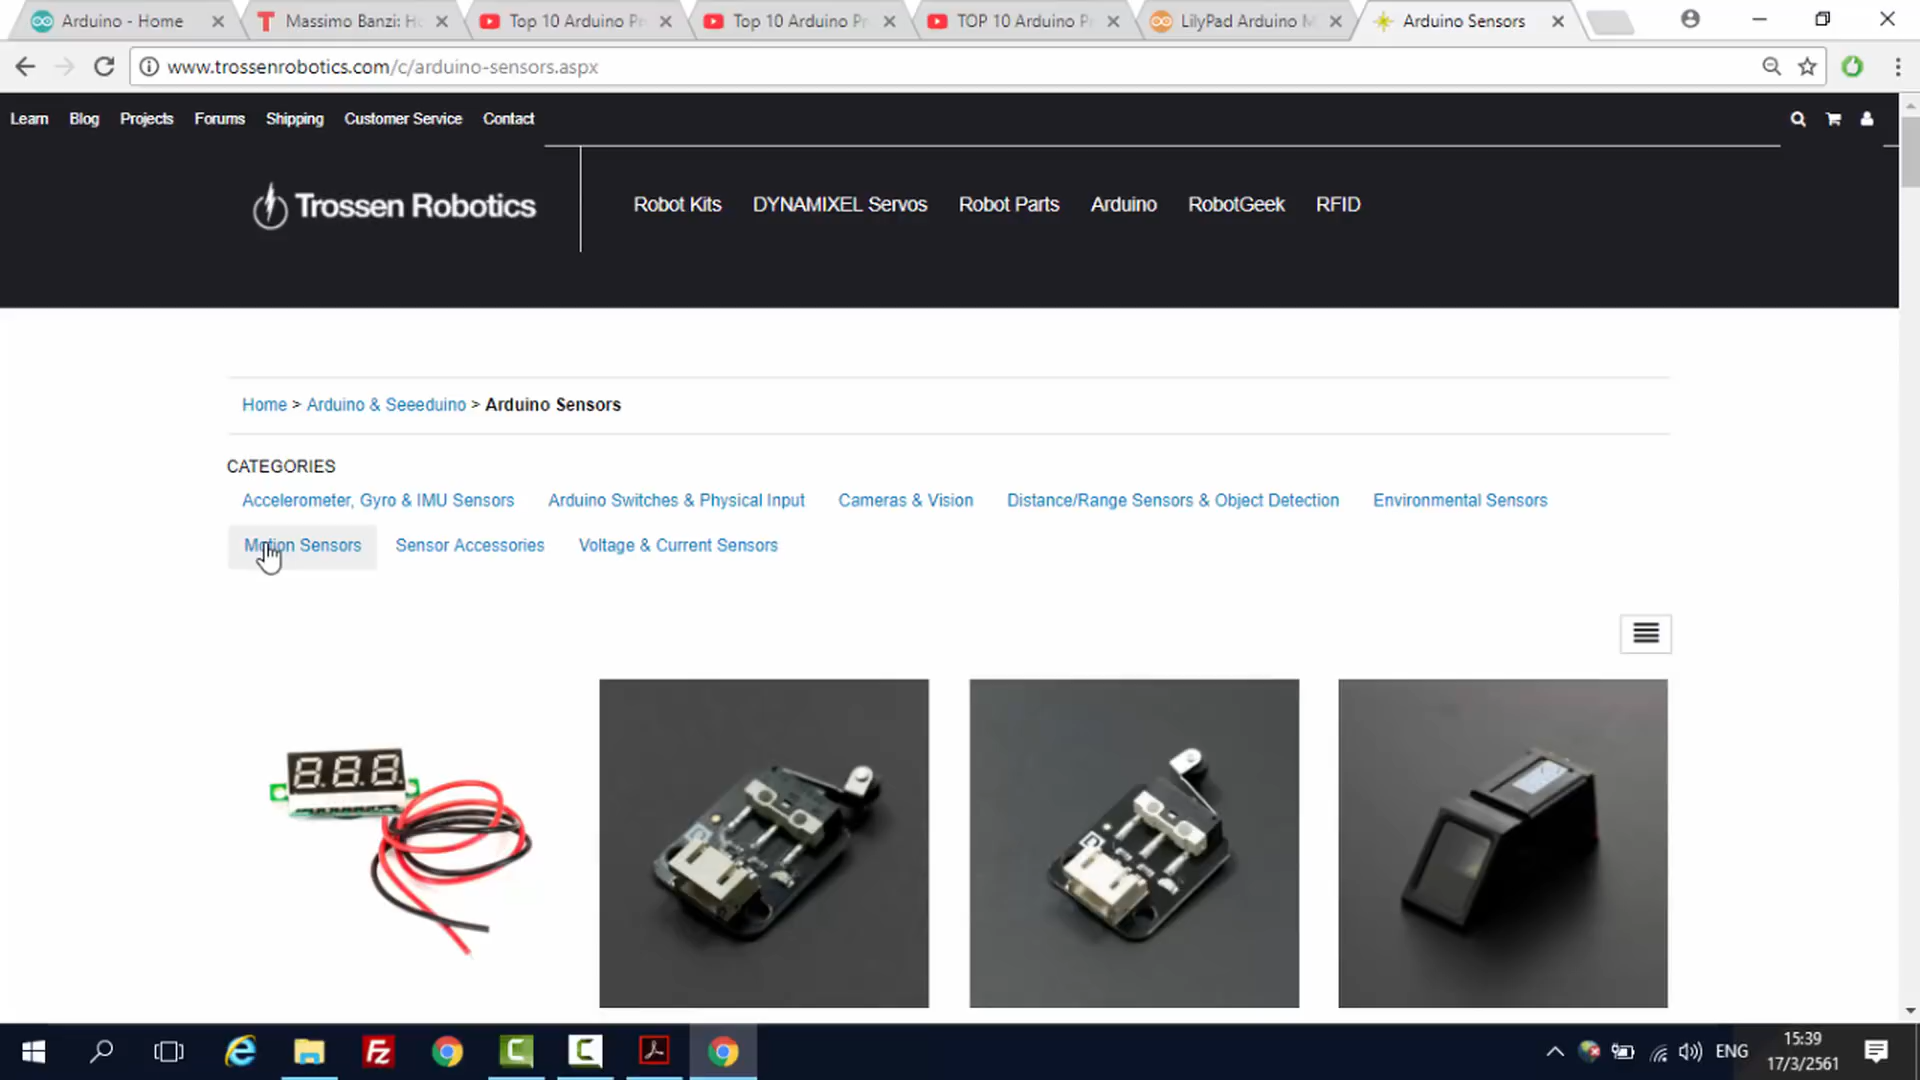 Arduino - Home
Massimo Banzi: Ho
Top 10 Arduino Pr
Top 10 Arduino Pr
TOP 10 Arduino P
LilyPad Arduino M
Arduino Sensors
www.trossenrobotics.com/c/arduino-sensors.aspx
Learn Blog Projects Forums Shipping Customer Service Contact
Trossen Robotics
Robot Kits DYNAMIXEL Servos Robot Parts Arduino RobotGeek RFID
Home > Arduino & Seeeduino > Arduino Sensors
CATEGORIES
Accelerometer, Gyro & IMU Sensors Arduino Switches & Physical Input Cameras & Vision Distance/Range Sensors & Object Detection Environmental Sensors
Motion Sensors Sensor Accessories Voltage & Current Sensors
8.8.8
ENG
15:39
17/3/2561